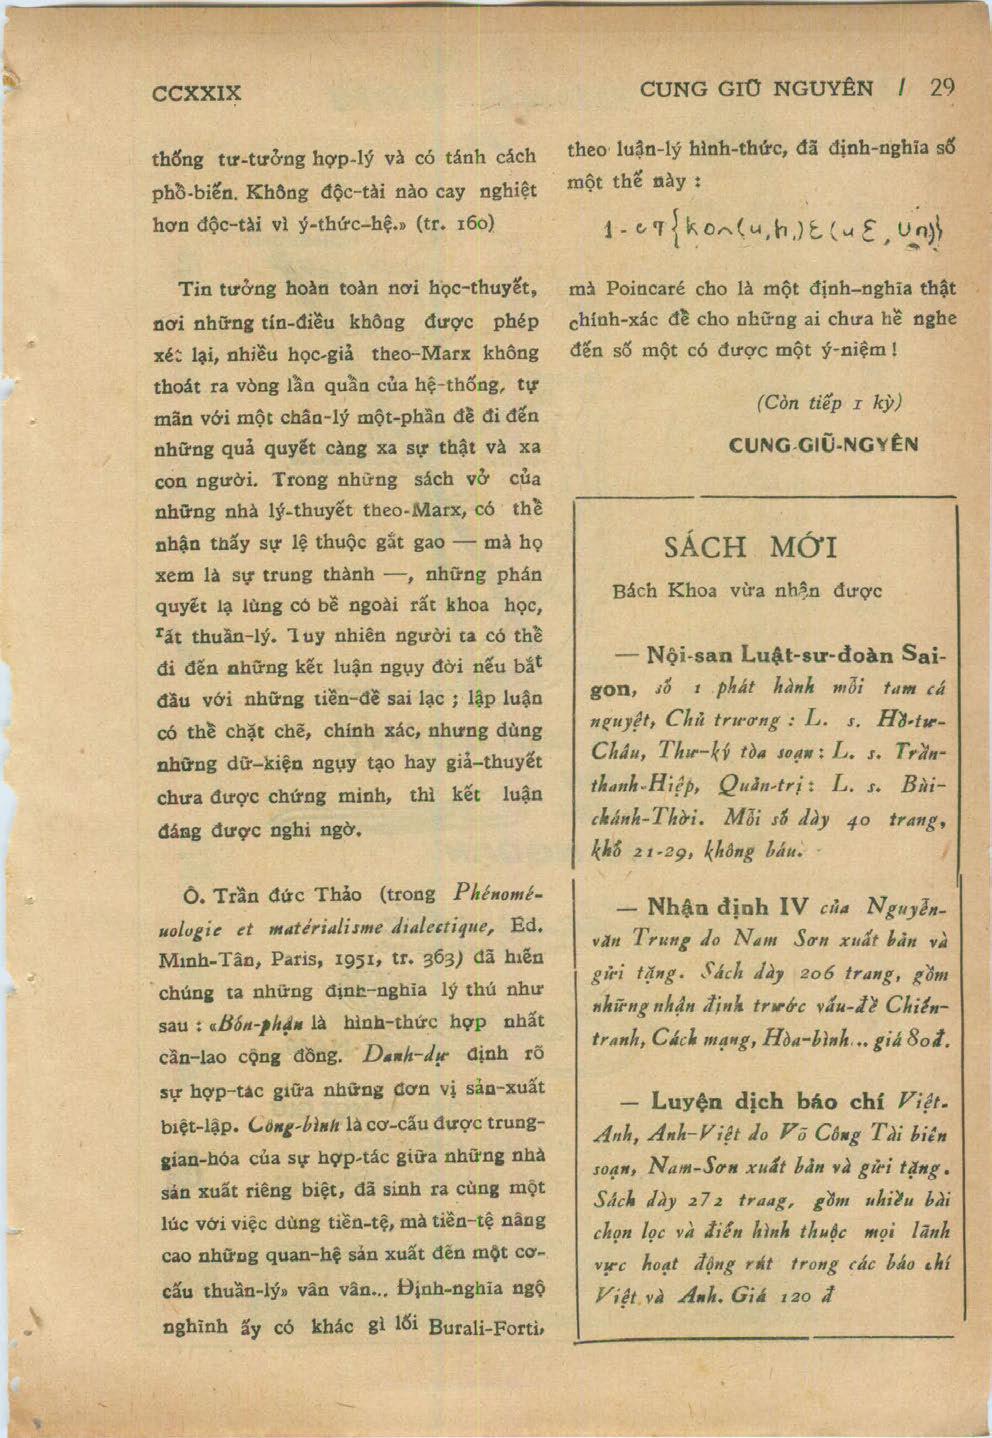 CCXXIX
CUNG GIŨ NGUYÊN / 29
thống tư-tưởng hợp-lý và có tánh cách
phổ-biến. Không độc-tài nào cay nghiệt
hơn độc-tài vì ý-thức-hệ.» (tr. 160)
Tin tưởng hoàn toàn nơi học-thuyết,
nơi những tín-điều không được phép
xét lại, nhiều học-giả theo-Marx không
thoát ra vòng lẩn quẩn của hệ-thống, tự
mãn với một chân-lý một-phần để đi đến
những quả quyết càng xa sự thật và xa
con người. Trong những sách vở của
những nhà lý-thuyết theo-Marx, có thể
nhận thấy sự lệ thuộc gắt gao — mà họ
xem là sự trung thành —, những phán
quyết lạ lùng có bề ngoài rất khoa học,
rất thuần-lý. Tuy nhiên người ta có thể
đi đến những kết luận ngụy đời nếu bắt
đầu với những tiền-đề sai lạc ; lập luận
có thể chặt chẽ, chính xác, nhưng dùng
những dữ-kiện ngụy tạo hay giả-thuyết
chưa được chứng minh, thì kết luận
đáng được nghi ngờ.
Ô. Trần đức Thảo (trong Phénomé-
uologie et matérialisme dialectique, Ed.
Minh-Tân, Paris, 1951, tr. 363) đã hiến
chúng ta những định-nghĩa lý thú như
sau : «Bổn-phận là hình-thức hợp nhất
cần-lao cộng đồng. Danh-dự định rõ
sự hợp-tác giữa những đơn vị sản-xuất
biệt-lập. Công-bình là cơ-cấu được trung-
gian-hóa của sự hợp-tác giữa những nhà
sản xuất riêng biệt, đã sinh ra cùng một
lúc với việc dùng tiền-tệ, mà tiền-tệ nâng
cao những quan-hệ sản xuất đến một cơ-
cấu thuần-lý» vân vân... Định-nghĩa ngộ
nghĩnh ấy có khác gì lối Burali-Forti,
theo luận-lý hình-thức, đã định-nghĩa số
một thế này :
mà Poincaré cho là một định-nghĩa thật
chính-xác để cho những ai chưa hề nghe
đến số một có được một ý-niệm !
(Còn tiếp 1 kỳ)
CUNG-GIŨ-NGYÊN
SÁCH MỚI
Bách Khoa vừa nhận được
— Nội-san Luật-sư-đoàn Sai-
gon, số 1 phát hành mỗi tam cá
nguyệt, Chủ trương : L. s. Hồ-tư-
Châu, Thư-ký tòa soạn : L. s. Trần-
thanh-Hiệp, Quản-trị : L. s. Bùi-
chánh-Thời. Mỗi số dày 40 trang,
khổ 21-29, không báu.
— Nhận định IV của Nguyễn-
văn Trung do Nam Sơn xuất bản và
gửi tặng. Sách dày 206 trang, gồm
những nhận định trước vấu-đề Chiến-
tranh, Cách mạng, Hòa-bình... giá 80đ.
— Luyện dịch báo chí Việt-
Anh, Anh-Việt do Võ Công Tài biên
soạn, Nam-Sơn xuất bản và gửi tặng.
Sách dày 272 traag, gồm uhiều bài
chọn lọc và điển hình thuộc mọi lãnh
vực hoạt động rút trong các báo chí
Việt và Anh. Giá 120 đ